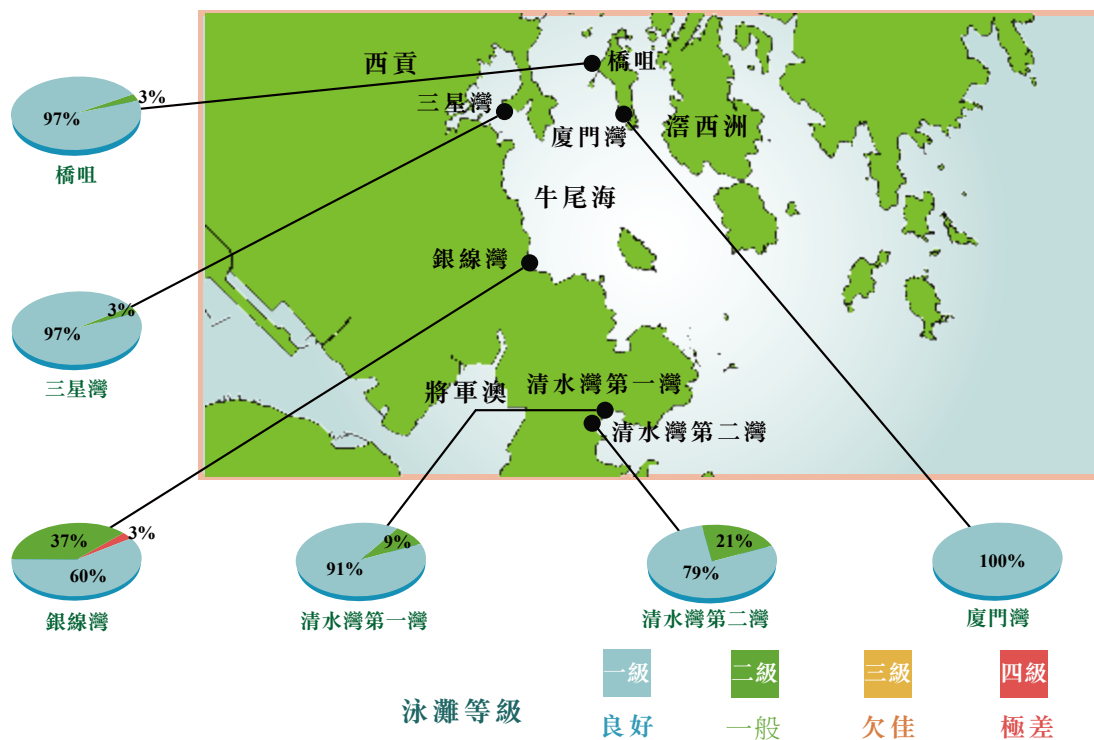 西貢
橋咀
三星灣
廈門灣
滘西洲
牛尾海
銀線灣
將軍澳
清水灣第一灣
清水灣第二灣
3%
97%
橋咀
3%
97%
三星灣
37%
3%
60%
銀線灣
9%
91%
清水灣第一灣
21%
79%
清水灣第二灣
100%
廈門灣
泳灘等級
一級
良好
二級
一般
三級
欠佳
四級
極差